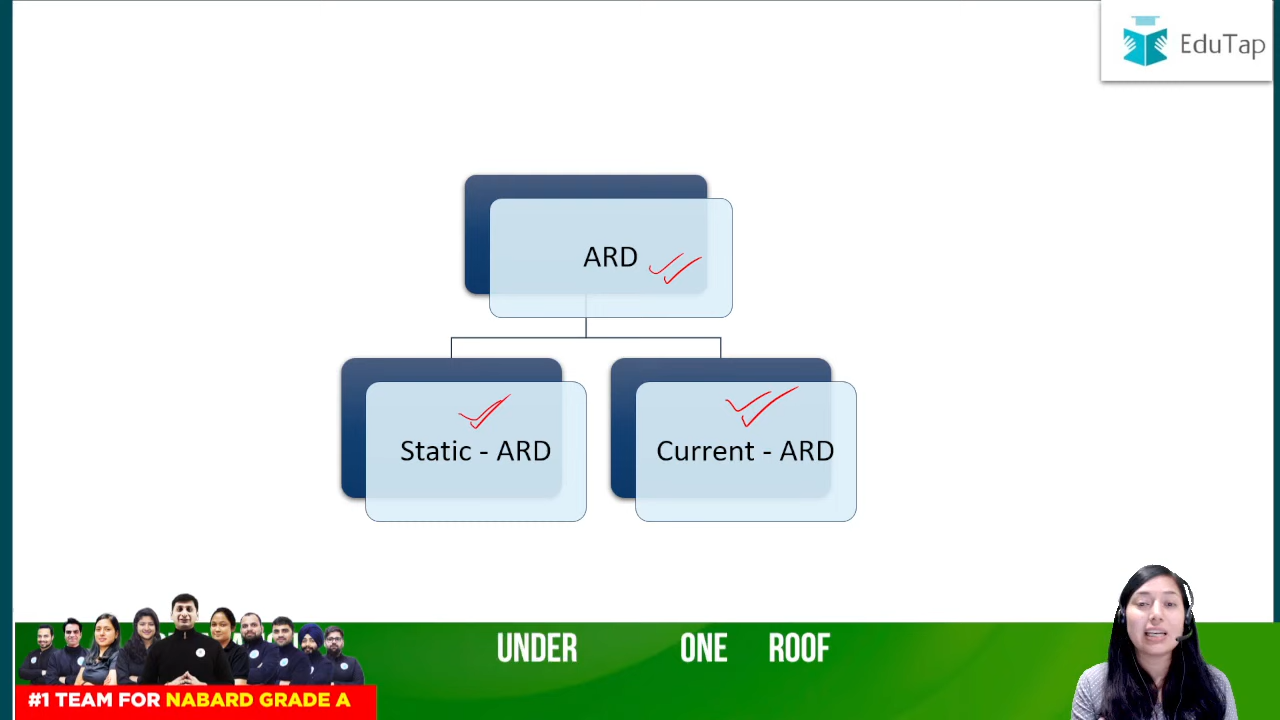 EduTap
ARD
Static - ARD
Current - ARD
UNDER ONE ROOF
#1 TEAM FOR NABARD GRADE A